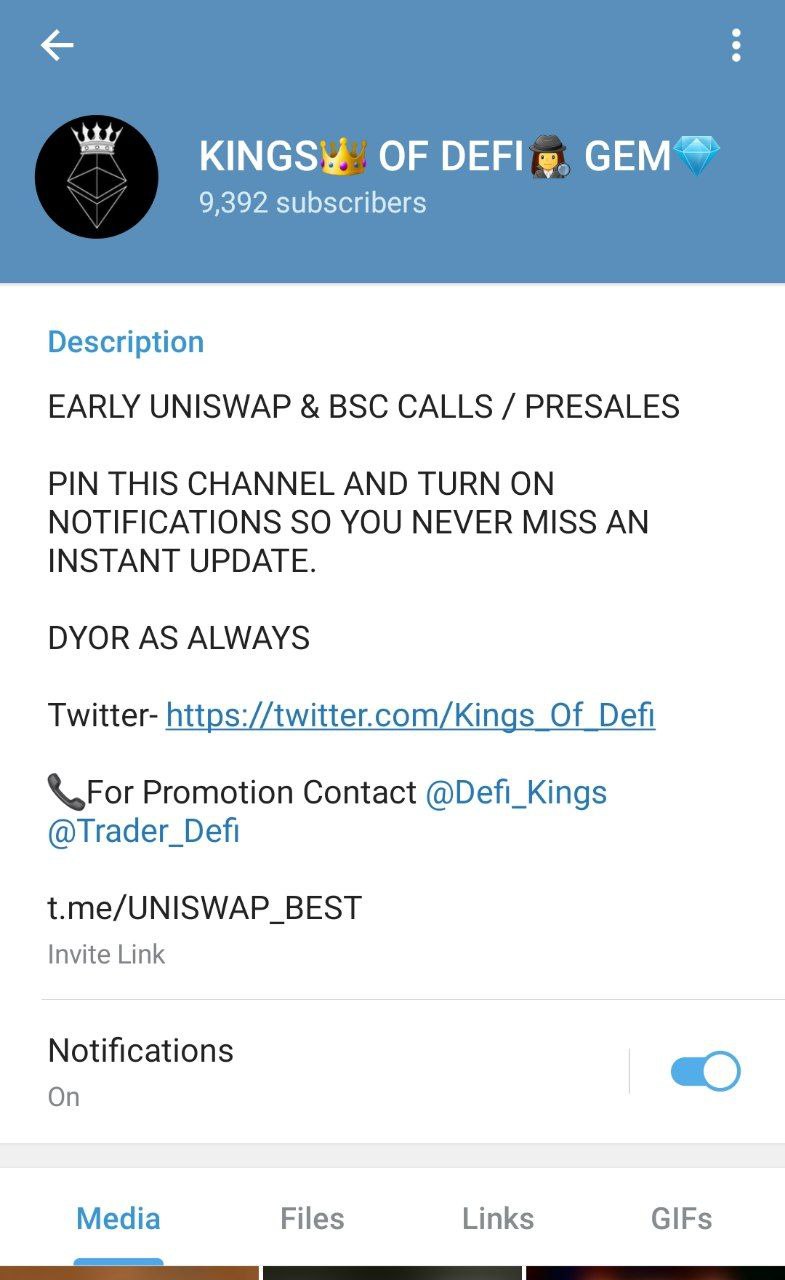 KINGS👑 OF DEFI🕵️‍♀️ GEM💎
9,392 subscribers
Description
EARLY UNISWAP & BSC CALLS / PRESALES
PIN THIS CHANNEL AND TURN ON
NOTIFICATIONS SO YOU NEVER MISS AN
INSTANT UPDATE.
DYOR AS ALWAYS
Twitter- https://twitter.com/Kings_Of_Defi
📞For Promotion Contact @Defi_Kings
@Trader_Defi
t.me/UNISWAP_BEST
Invite Link
Notifications
On
Media Files Links GIFs